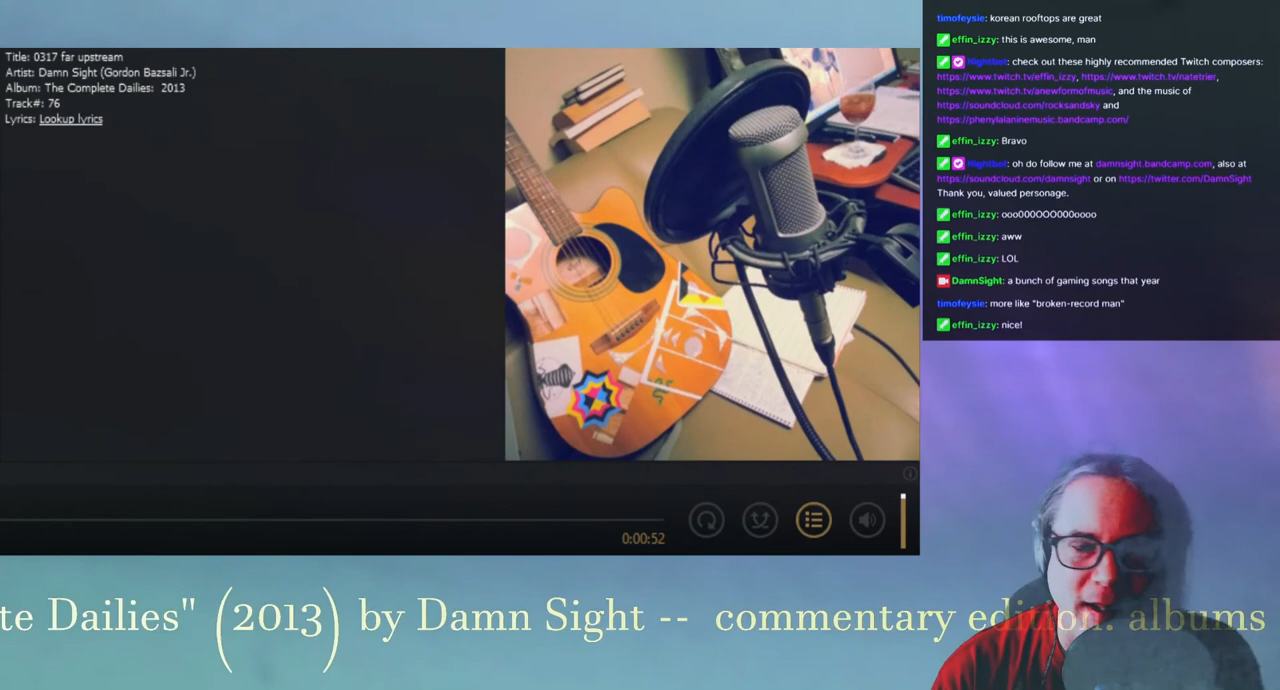 Title: 0317 far upstream
Artist: Damn Sight (Gordon Bazsali Jr.)
Album: The Complete Dailies:  2013
Track#: 76
Lyrics: Lookup lyrics
0:00:52
te Dailies" (2013) by Damn Sight --  commentary edition: albums
timofeysie: korean rooftops are great
effin_izzy: this is awesome, man
Nightbot: check out these highly recommended Twitch composers:
https://www.twitch.tv/effin_izzy, https://www.twitch.tv/natetrier,
https://www.twitch.tv/anewformofmusic, and the music of
https://soundcloud.com/rocksandsky and
https://phenylalaninemusic.bandcamp.com/
effin_izzy: Bravo
Nightbot: oh do follow me at damnsight.bandcamp.com, also at
https://soundcloud.com/damnsight or on https://twitter.com/DamnSight
Thank you, valued personage.
effin_izzy: ooo000OOO000oooo
effin_izzy: aww
effin_izzy: LOL
DamnSight: a bunch of gaming songs that year
timofeysie: more like "broken-record man"
effin_izzy: nice!